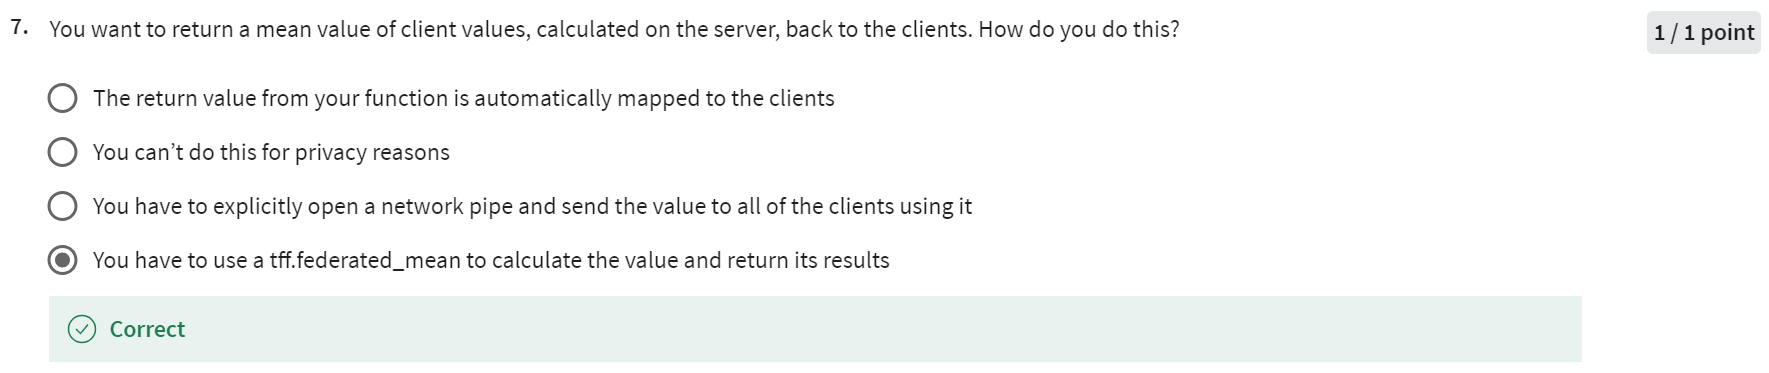 7. You want to return a mean value of client values, calculated on the server, back to the clients. How do you do this? 1 / 1 point
The return value from your function is automatically mapped to the clients
You can’t do this for privacy reasons
You have to explicitly open a network pipe and send the value to all of the clients using it
You have to use a tff.federated_mean to calculate the value and return its results
Correct